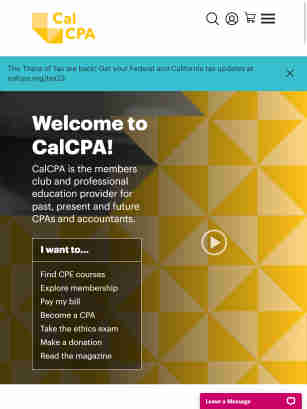 Cal
CPA
The Titans of Tax are back! Get your Federal and California tax updates at
calcpa.org/tax23
Welcome to
CalCPA!
CalCPA is the members
club and professional
education provider for
past, present and future
CPAs and accountants.
I want to...
Find CPE courses
Explore membership
Pay my bill
Become a CPA
Take the ethics exam
Make a donation
Read the magazine
Leave a Message